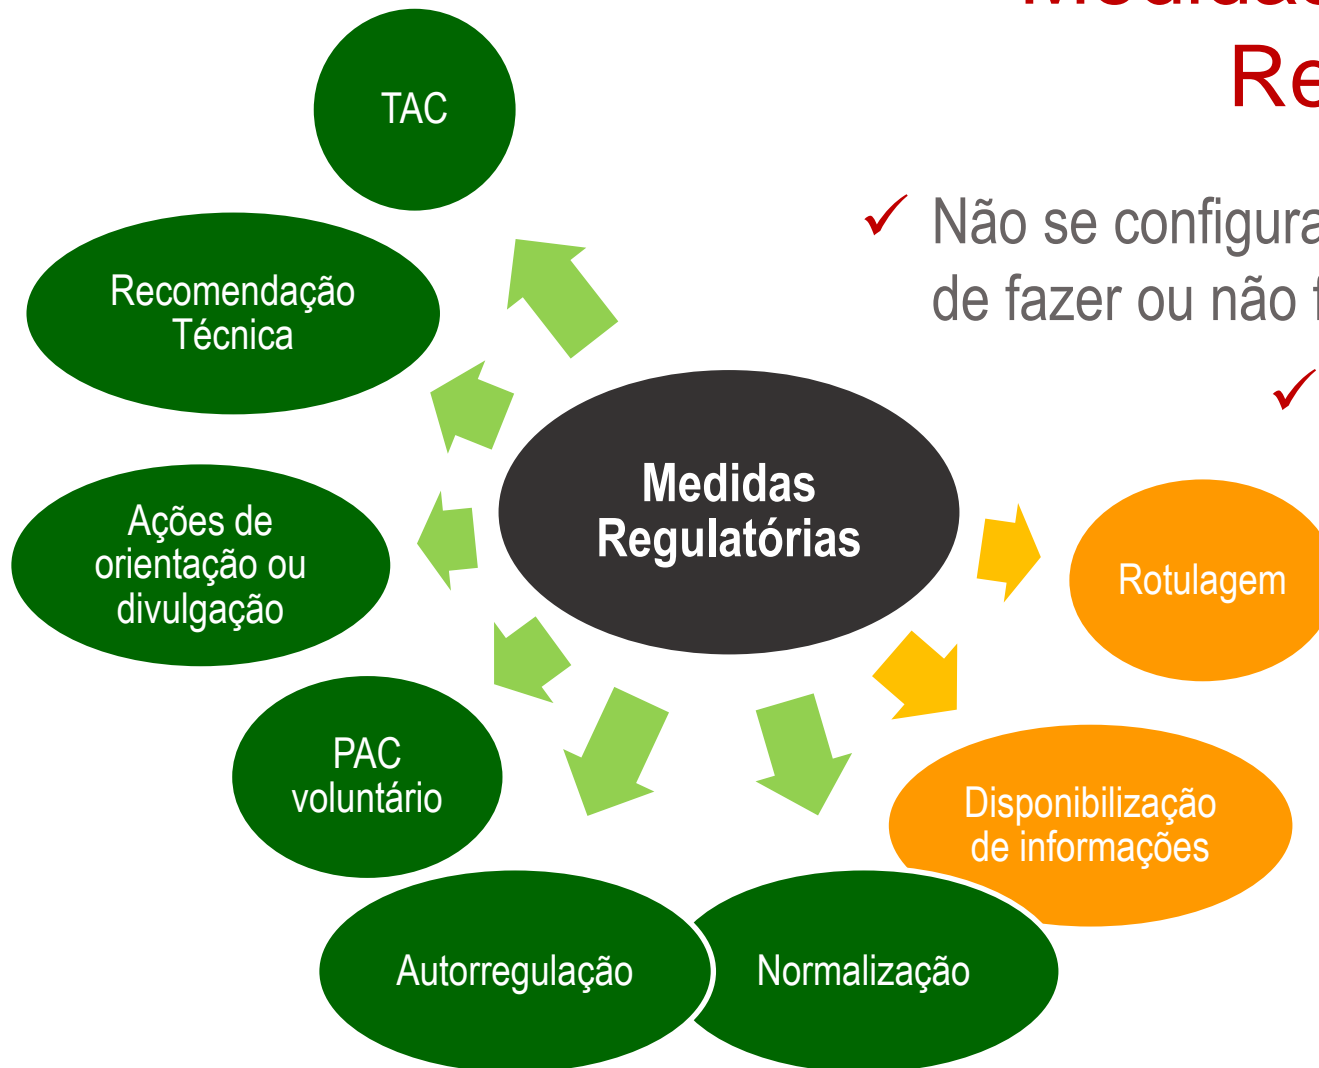 Re
TAC
Não se configura
de fazer ou não f
Recomendação
Técnica
Medidas
Regulatórias
Ações de
orientação ou
divulgação
Rotulagem
PAC
voluntário
Disponibilização
de informações
Autorregulação
Normalização